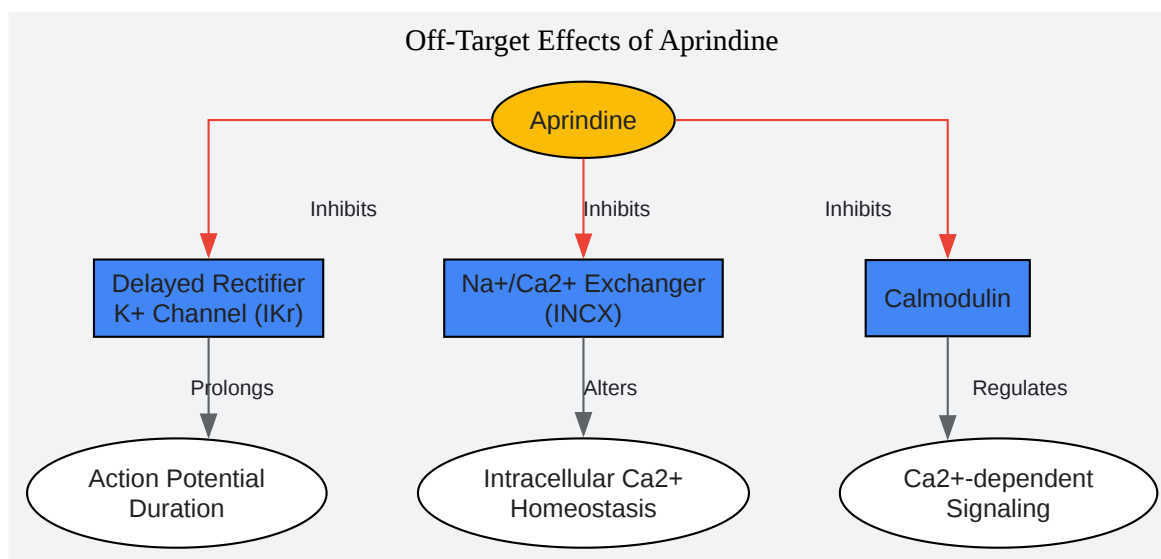 Off-Target Effects of Aprindine
Aprindine
Inhibits
Inhibits
Inhibits
Delayed Rectifier
K+ Channel (IKr)
Na+/Ca2+ Exchanger
(INCX)
Calmodulin
Prolongs
Alters
Regulates
Action Potential
Duration
Intracellular Ca2+
Homeostasis
Ca2+-dependent
Signaling